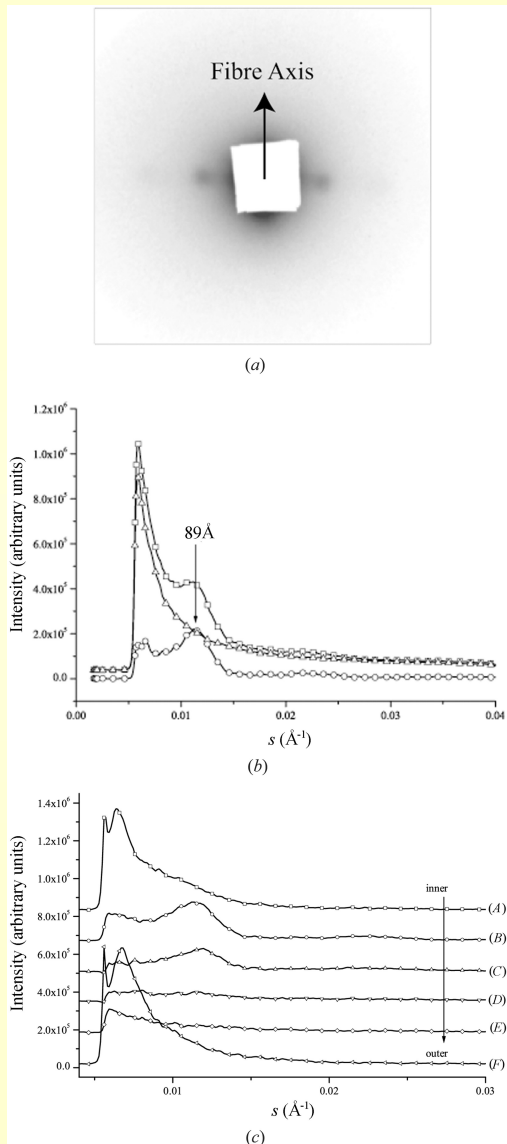 Fibre Axis
(a)
Intensity (arbitrary units)
1.2x10⁶
1.0x10⁶
8.0x10⁵
6.0x10⁵
4.0x10⁵
2.0x10⁵
0.0
89Å
0.00 0.01 0.02 0.03 0.04
s (Å⁻¹)
(b)
Intensity (arbitrary units)
1.4x10⁶
1.2x10⁶
1.0x10⁶
8.0x10⁵
6.0x10⁵
4.0x10⁵
2.0x10⁵
0.0
inner
(A)
(B)
(C)
(D)
(E)
outer
(F)
0.01 0.02 0.03
s (Å⁻¹)
(c)